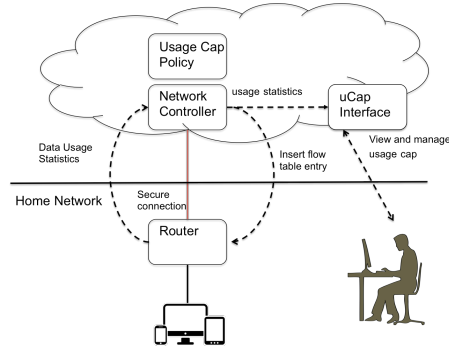 Usage Cap
Policy
Network
Controller
usage statistics
uCap
Interface
Data Usage
Statistics
Insert flow
table entry
View and manage
usage cap
Home Network
Secure
connection
Router